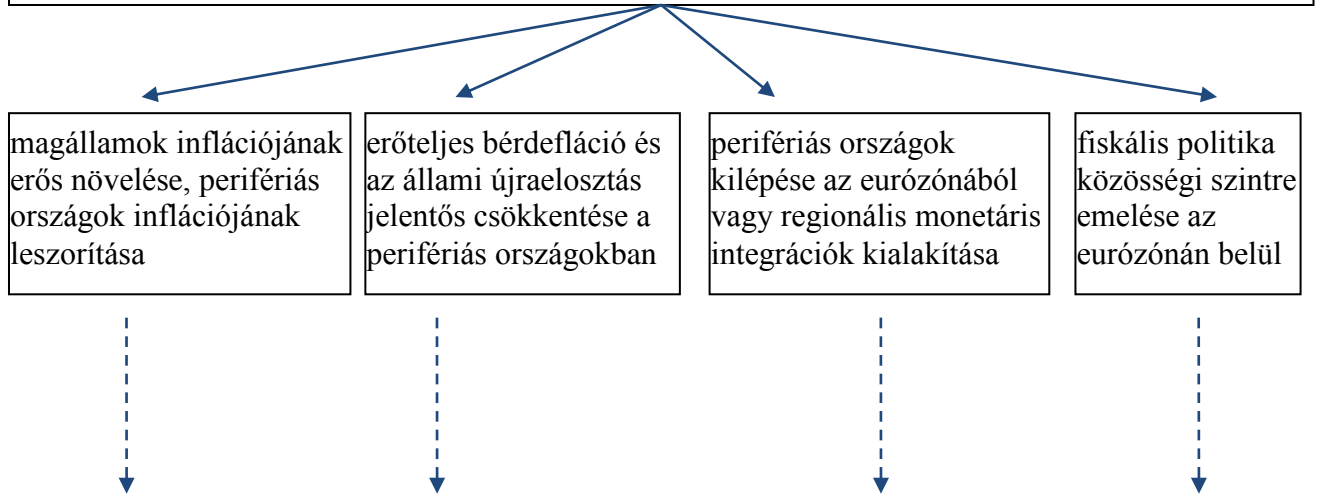 magállamok inflációjának
erős növelése, perifériás
országok inflációjának
leszorítása
erőteljes bérdefláció és
az állami újraelosztás
jelentős csökkentése a
perifériás országokban
perifériás országok
kilépése az eurózónából
vagy regionális monetáris
integrációk kialakítása
fiskális politika
közösségi szintre
emelése az
eurózónán belül